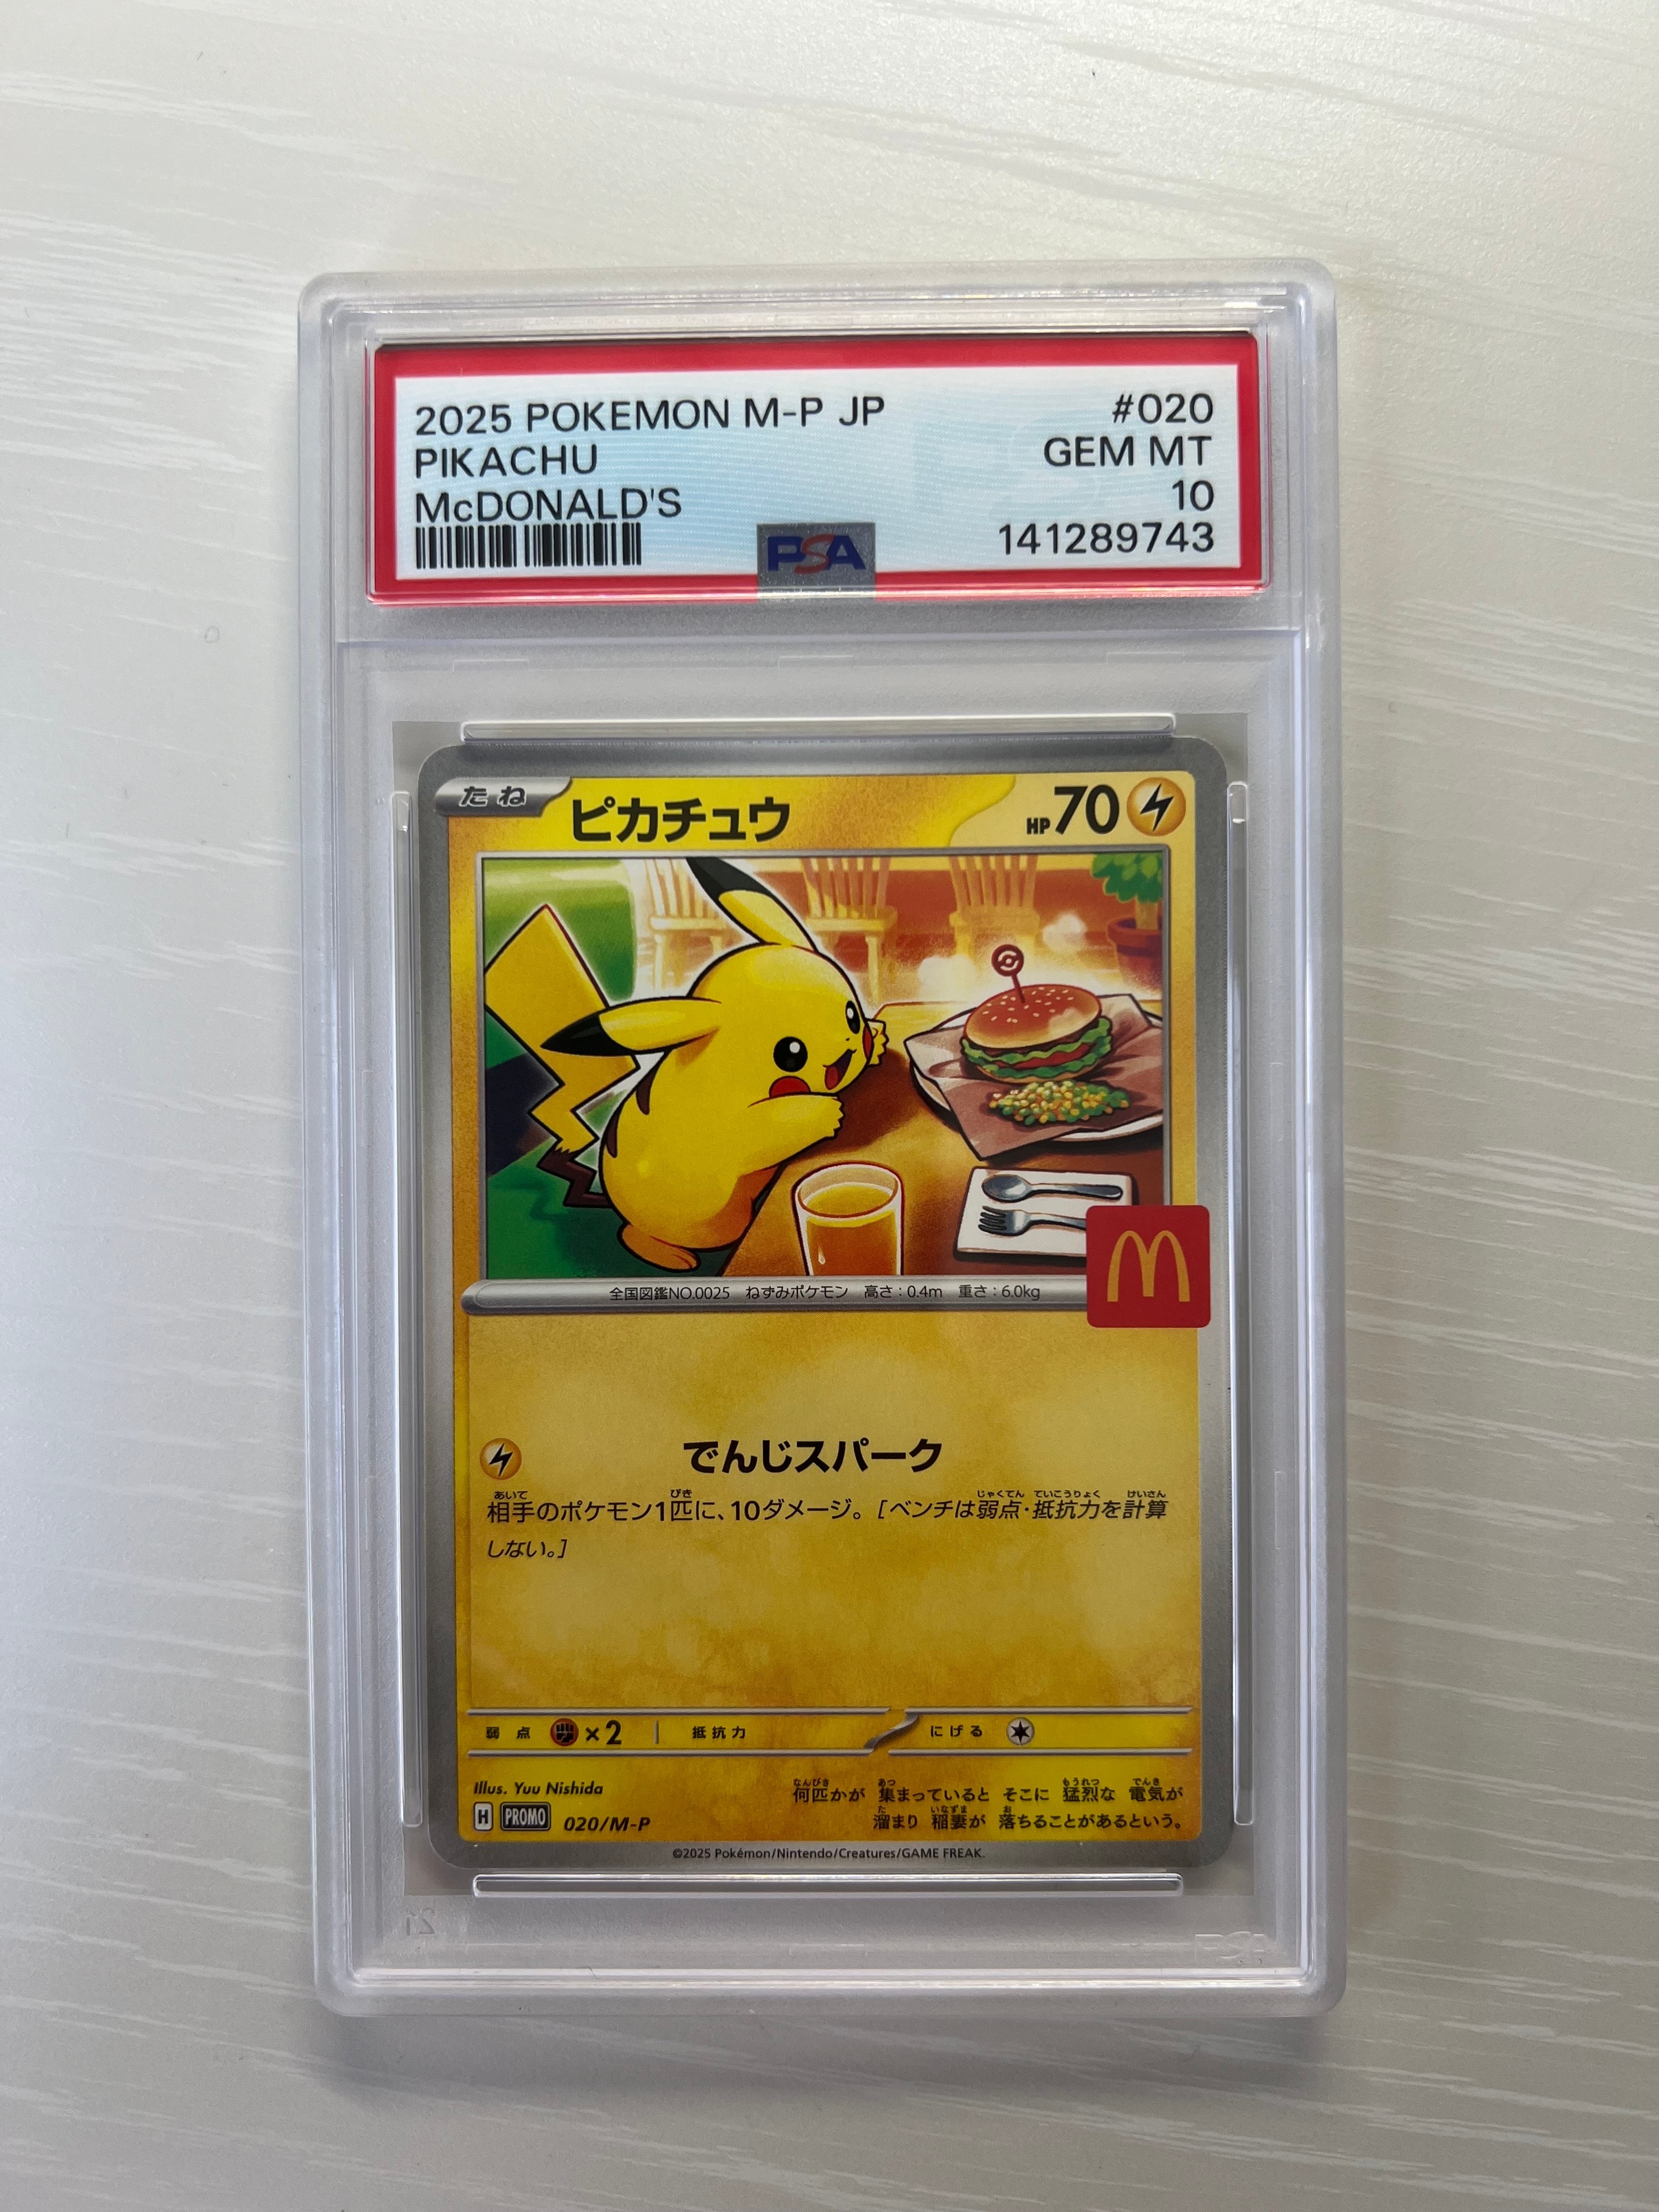 2025 POKEMON M-P JP #020
PIKACHU GEM MT
McDONALD'S 10
PSA 141289743
たね ピカチュウ HP 70
全国図鑑NO.0025 ねずみポケモン 高さ:0.4m 重さ:6.0kg
M
でんじスパーク
相手のポケモン1匹に、10ダメージ。[ベンチは弱点・抵抗力を計算
しない。]
弱点 ×2 抵抗力 にげる
Illus. Yuu Nishida
H PROMO 020/M-P
何匹かが 集まっていると そこに 猛烈な 電気が
溜まり 稲妻が 落ちることがあるという。
©2025 Pokémon/Nintendo/Creatures/GAME FREAK.